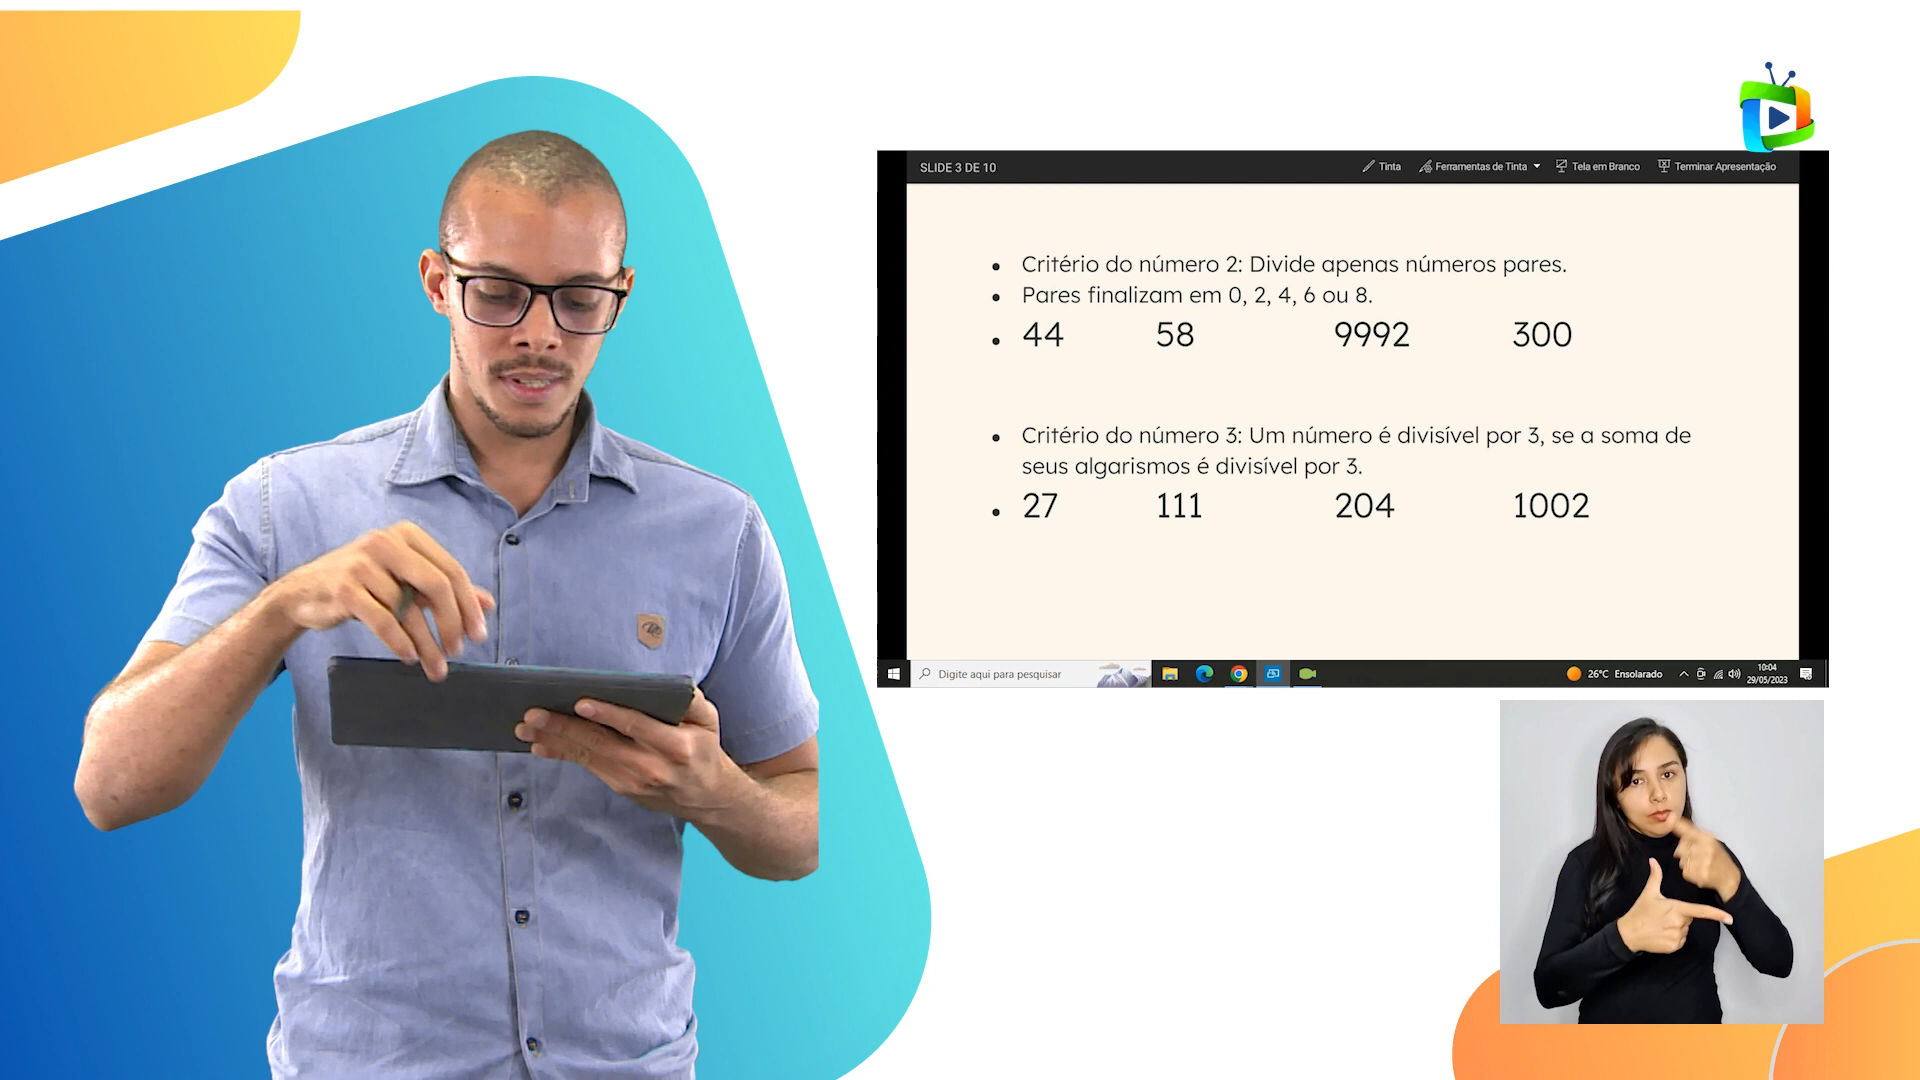 SLIDE 3 DE 10
Tinta
Ferramentas de Tinta
Tela em Branco
Terminar Apresentação
Critério do número 2: Divide apenas números pares.
Pares finalizam em 0, 2, 4, 6 ou 8.
44 58 9992 300
Critério do número 3: Um número é divisível por 3, se a soma de
seus algarismos é divisível por 3.
27 111 204 1002
Digite aqui para pesquisar
26°C Ensolarado
10:04
29/05/2023